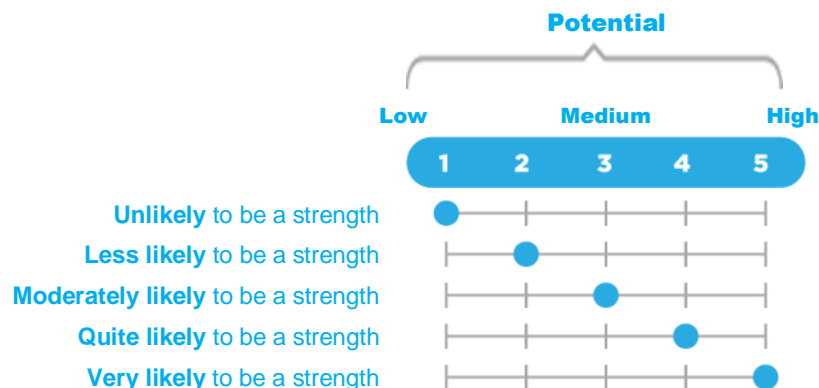 Potential
Low Medium High
1 2 3 4 5
Unlikely to be a strength
Less likely to be a strength
Moderately likely to be a strength
Quite likely to be a strength
Very likely to be a strength